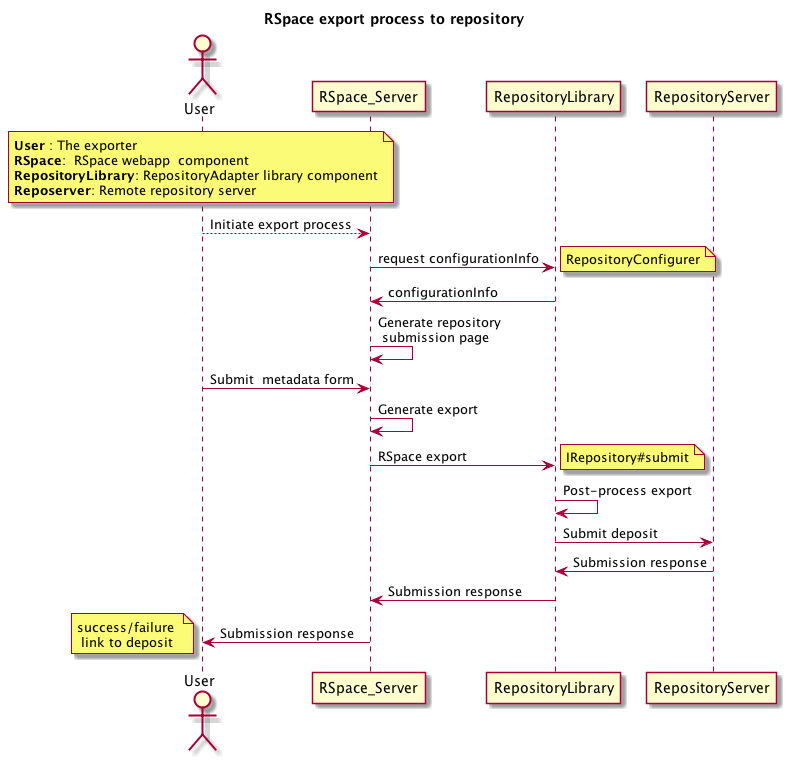 RSpace export process to repository
User
RSpace_Server
RepositoryLibrary
RepositoryServer
User : The exporter
RSpace:  RSpace webapp  component
RepositoryLibrary: RepositoryAdapter library component
Reposerver: Remote repository server
Initiate export process
request configurationInfo
RepositoryConfigurer
configurationInfo
Generate repository
submission page
Submit  metadata form
Generate export
RSpace export
IRepository#submit
Post-process export
Submit deposit
Submission response
Submission response
success/failure
link to deposit
Submission response
User
RSpace_Server
RepositoryLibrary
RepositoryServer